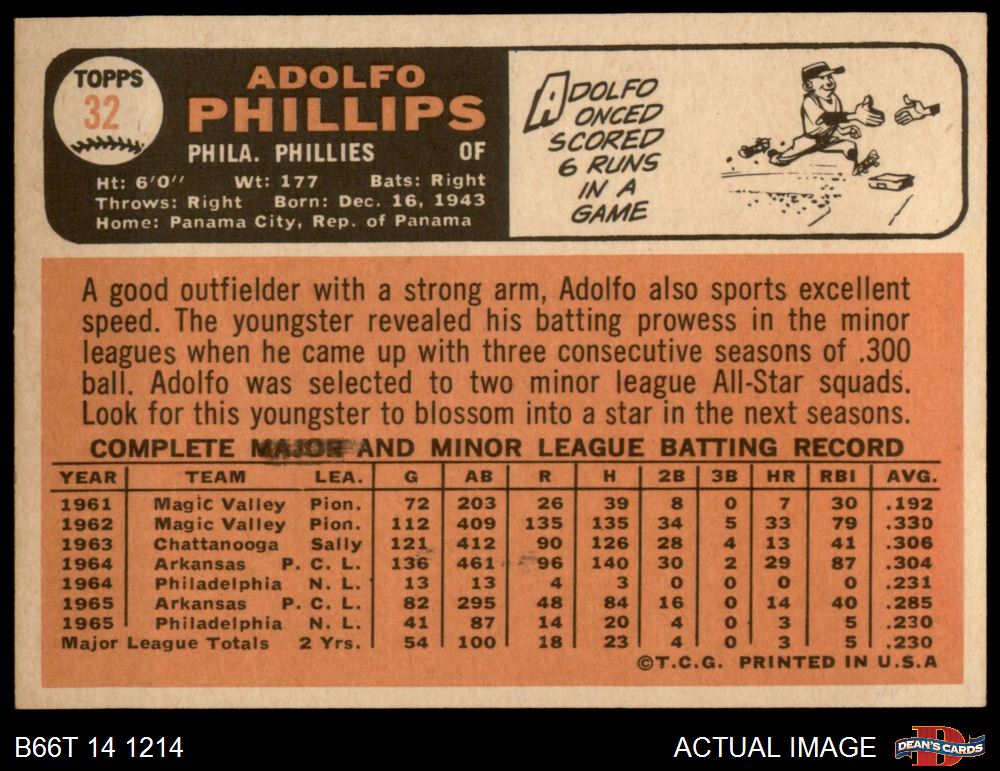 TOPPS
32
ADOLFO
PHILLIPS
PHILA. PHILLIES OF
Ht: 6'0" Wt: 177 Bats: Right
Throws: Right Born: Dec. 16, 1943
Home: Panama City, Rep. of Panama
ADOLFO
ONCED
SCORED
6 RUNS
IN A
GAME
A good outfielder with a strong arm, Adolfo also sports excellent
speed. The youngster revealed his batting prowess in the minor
leagues when he came up with three consecutive seasons of .300
ball. Adolfo was selected to two minor league All-Star squads.
Look for this youngster to blossom into a star in the next seasons.
COMPLETE MAJOR AND MINOR LEAGUE BATTING RECORD
YEAR TEAM LEA. G AB R H 2B 3B HR RBI AVG.
1961 Magic Valley Pion. 72 203 26 39 8 0 7 30 .192
1962 Magic Valley Pion. 112 409 135 135 34 5 33 79 .330
1963 Chattanooga Sally 121 412 90 126 28 4 13 41 .306
1964 Arkansas P. C. L. 136 461 96 140 30 2 29 87 .304
1964 Philadelphia N. L. 13 13 4 3 0 0 0 0 .231
1965 Arkansas P. C. L. 82 295 48 84 16 0 14 40 .285
1965 Philadelphia N. L. 41 87 14 20 4 0 3 5 .230
Major League Totals 2 Yrs. 54 100 18 23 4 0 3 5 .230
©T.C.G. PRINTED IN U.S.A
B66T 14 1214 ACTUAL IMAGE
DEAN'S CARDS